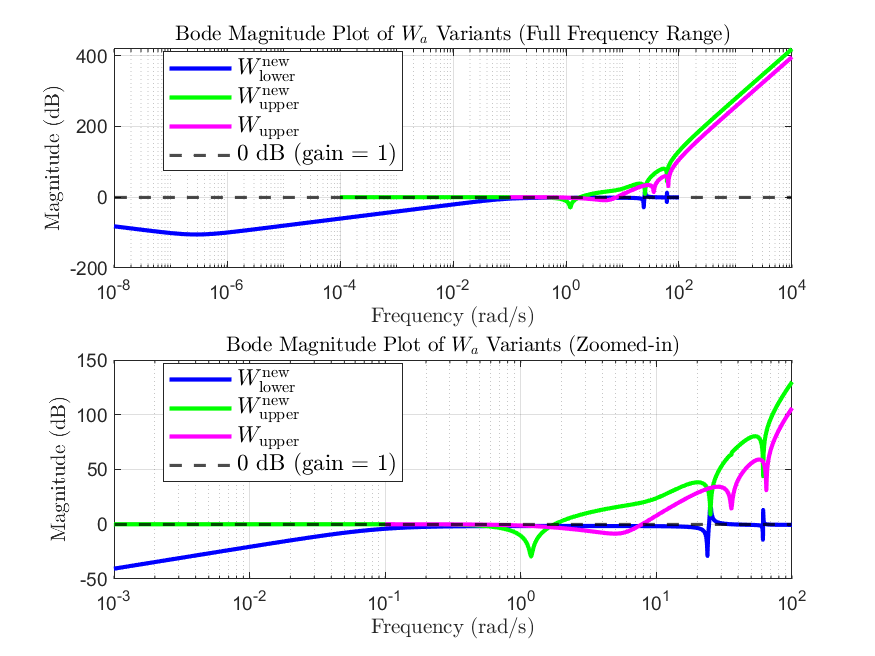 Bode Magnitude Plot of Wₐ Variants (Full Frequency Range)
Magnitude (dB)
400
200
0
-200
W_lower^new
W_upper^new
W_upper
0 dB (gain = 1)
10^-8 10^-6 10^-4 10^-2 10^0 10^2 10^4
Frequency (rad/s)
Bode Magnitude Plot of Wₐ Variants (Zoomed-in)
Magnitude (dB)
150
100
50
0
-50
W_lower^new
W_upper^new
W_upper
0 dB (gain = 1)
10^-3 10^-2 10^-1 10^0 10^1 10^2
Frequency (rad/s)